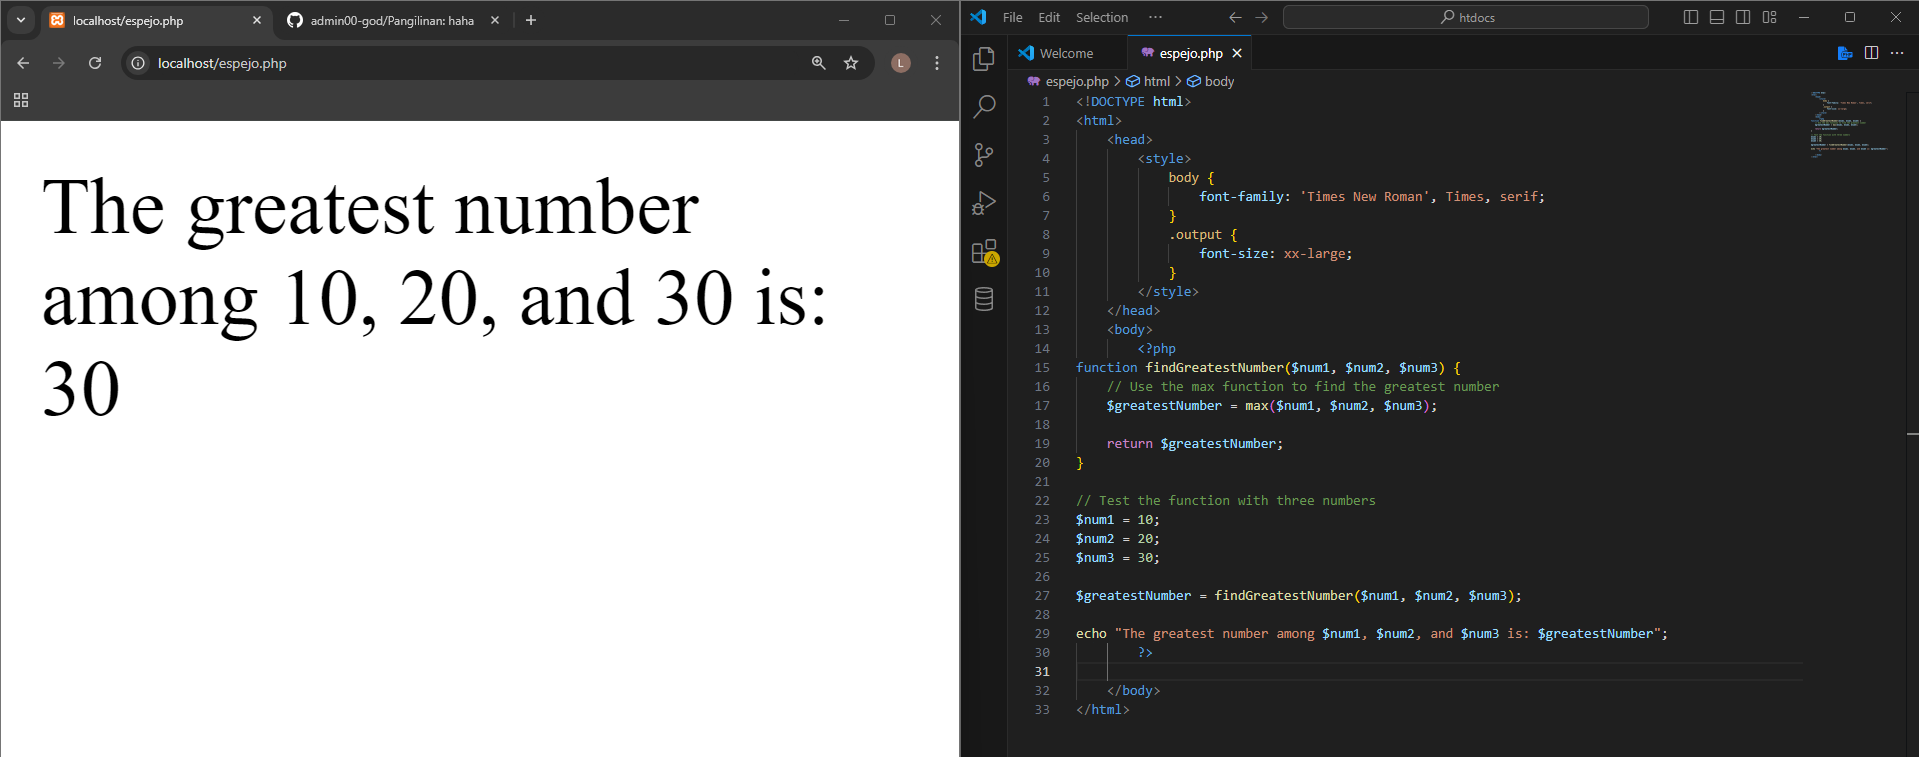 localhost/espejo.php
admin00-god/Pangilinan: haha
localhost/espejo.php
L
The greatest number
among 10, 20, and 30 is:
30
File Edit Selection ···
htdocs
Welcome
espejo.php
espejo.php > html > body
1 <!DOCTYPE html>
2 <html>
3 <head>
4 <style>
5 body {
6 font-family: 'Times New Roman', Times, serif;
7 }
8 .output {
9 font-size: xx-large;
10 }
11 </style>
12 </head>
13 <body>
14 <?php
15 function findGreatestNumber($num1, $num2, $num3) {
16 // Use the max function to find the greatest number
17 $greatestNumber = max($num1, $num2, $num3);
18
19 return $greatestNumber;
20 }
21
22 // Test the function with three numbers
23 $num1 = 10;
24 $num2 = 20;
25 $num3 = 30;
26
27 $greatestNumber = findGreatestNumber($num1, $num2, $num3);
28
29 echo "The greatest number among $num1, $num2, and $num3 is: $greatestNumber";
30 ?>
31
32 </body>
33 </html>